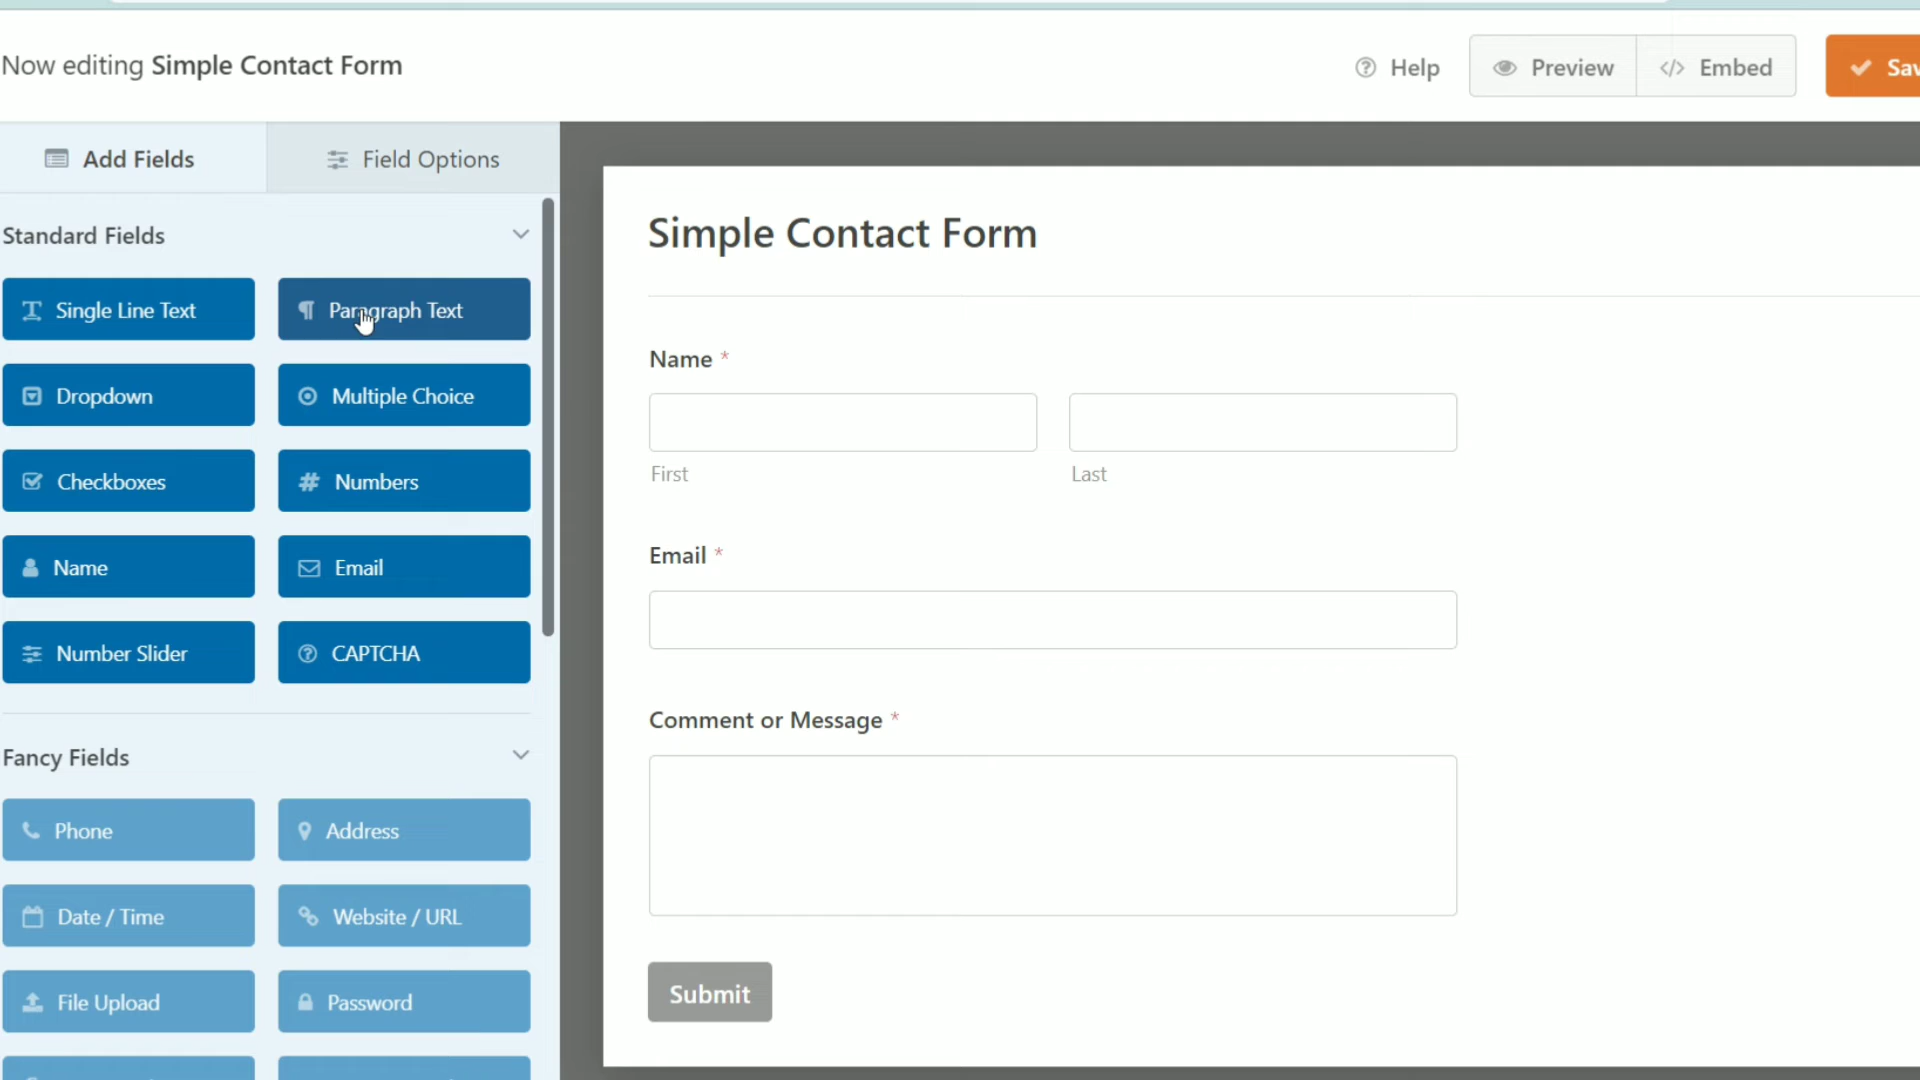 Now editing Simple Contact Form
Help
Preview
Embed
Add Fields
Field Options
Standard Fields
Single Line Text
Paragraph Text
Dropdown
Multiple Choice
Checkboxes
Numbers
Name
Email
Number Slider
CAPTCHA
Fancy Fields
Phone
Address
Date / Time
Website / URL
File Upload
Password
Simple Contact Form
Name *
First
Last
Email *
Comment or Message *
Submit